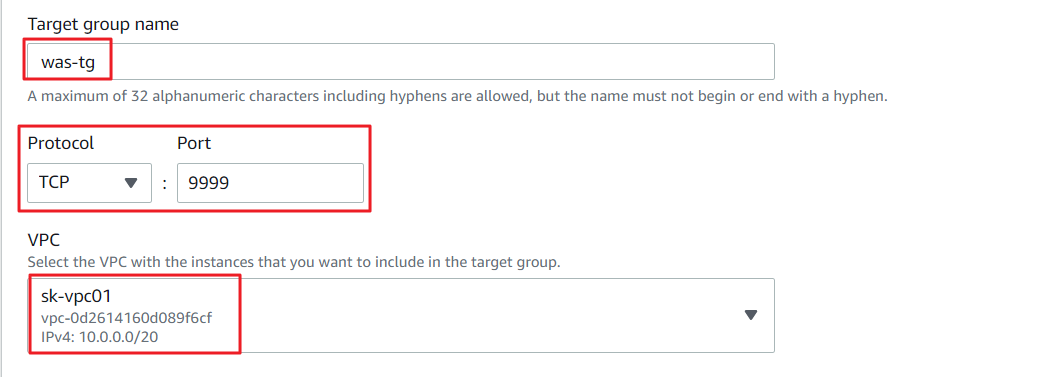 Target group name
was-tg
A maximum of 32 alphanumeric characters including hyphens are allowed, but the name must not begin or end with a hyphen.
Protocol Port
TCP : 9999
VPC
Select the VPC with the instances that you want to include in the target group.
sk-vpc01
vpc-0d2614160d089f6cf
IPv4: 10.0.0.0/20